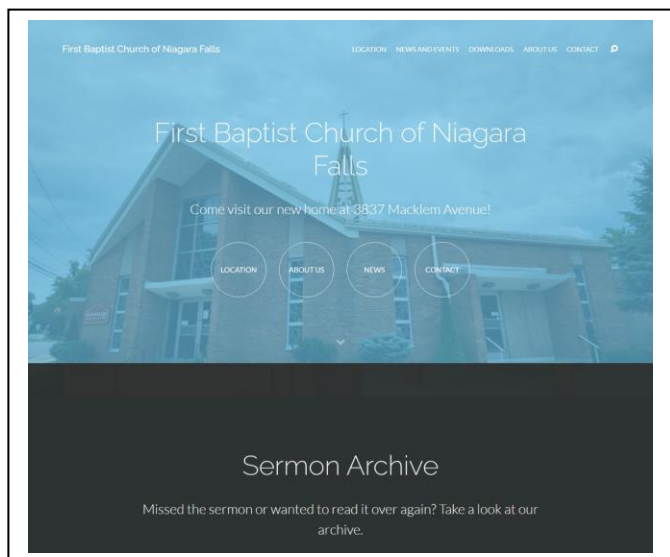 First Baptist Church of Niagara Falls
LOCATION NEWS AND EVENTS DOWNLOADS ABOUT US CONTACT
First Baptist Church of Niagara
Falls
Come visit our new home at 3837 Macklem Avenue!
LOCATION ABOUT US NEWS CONTACT
Sermon Archive
Missed the sermon or wanted to read it over again? Take a look at our
archive.